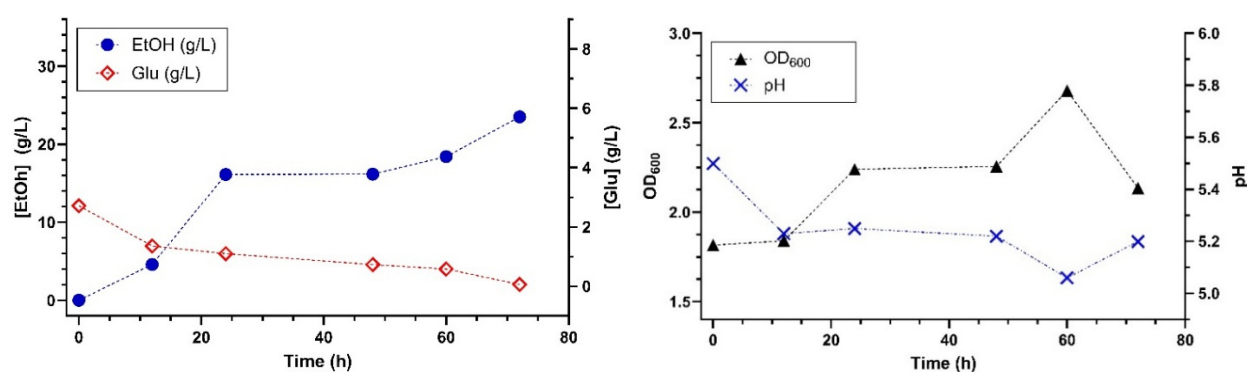 EtOH (g/L)
Glu (g/L)
[EtOh] (g/L)
30
20
10
0
8
6
4
2
0
[Glu] (g/L)
0 20 40 60 80
Time (h)
OD600
pH
OD600
3.0
2.5
2.0
1.5
6.0
5.8
5.6
5.4
5.2
5.0
pH
0 20 40 60 80
Time (h)